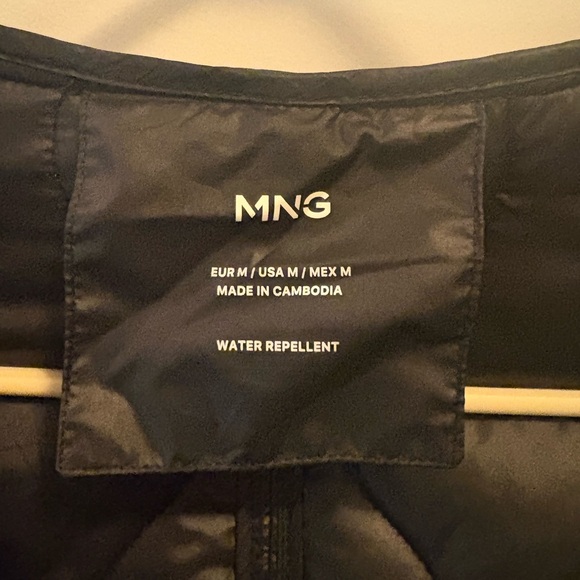 MNG
EUR M / USA M / MEX M
MADE IN CAMBODIA
WATER REPELLENT